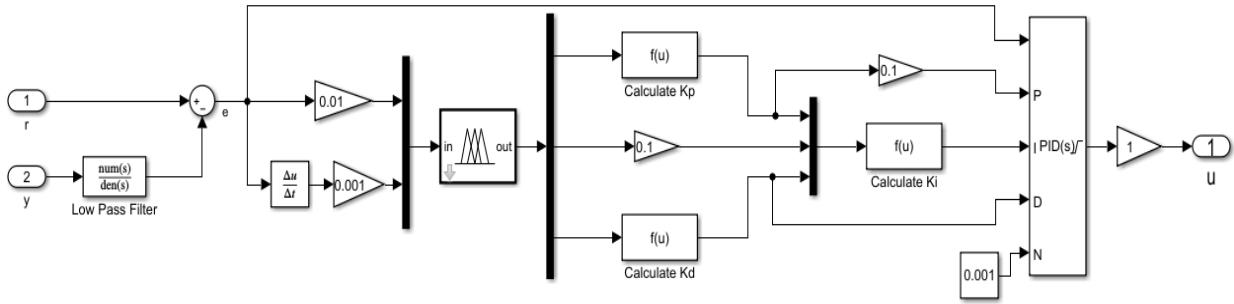 1
r
2
y
num(s)
den(s)
Low Pass Filter
+
−
e
0.01
Δu
Δt
0.001
in
out
f(u)
Calculate Kp
0.1
f(u)
Calculate Kd
0.1
f(u)
Calculate Ki
0.001
P
I
PID(s)
D
N
1
1
u